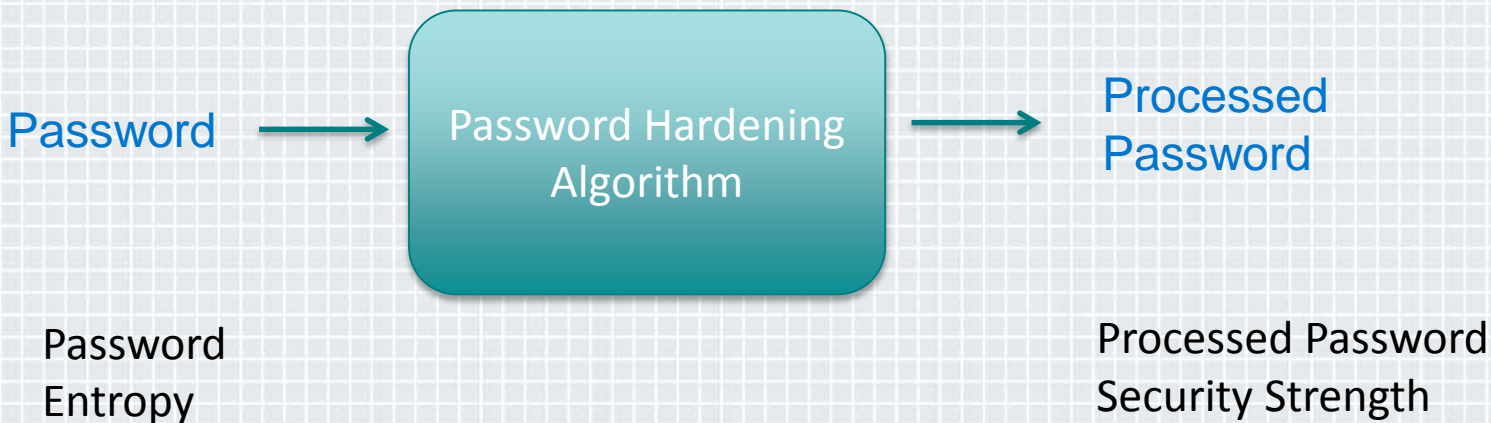 Password
Password Hardening
Algorithm
Processed
Password
Password
Entropy
Processed Password
Security Strength